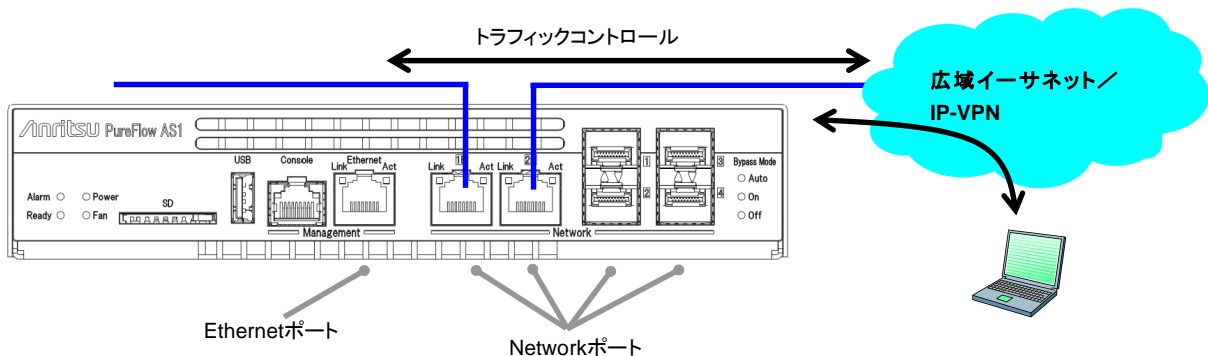 トラフィックコントロール
広域イーサネット／
IP-VPN
Anritsu PureFlow AS1
USB
Console
Ethernet
Link Act
Link Act
Link Act
1
2
3
4
Bypass Mode
Auto
On
Off
Alarm
Power
Ready
Fan
SD
Management
Network
Ethernetポート
Networkポート